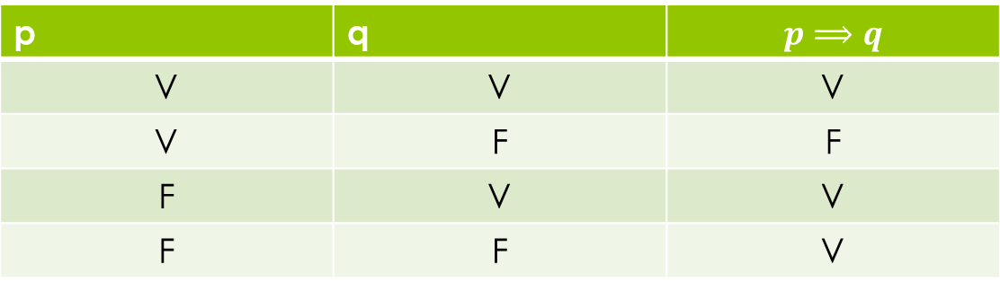 p q p ⟹ q
V V V
V F F
F V V
F F V